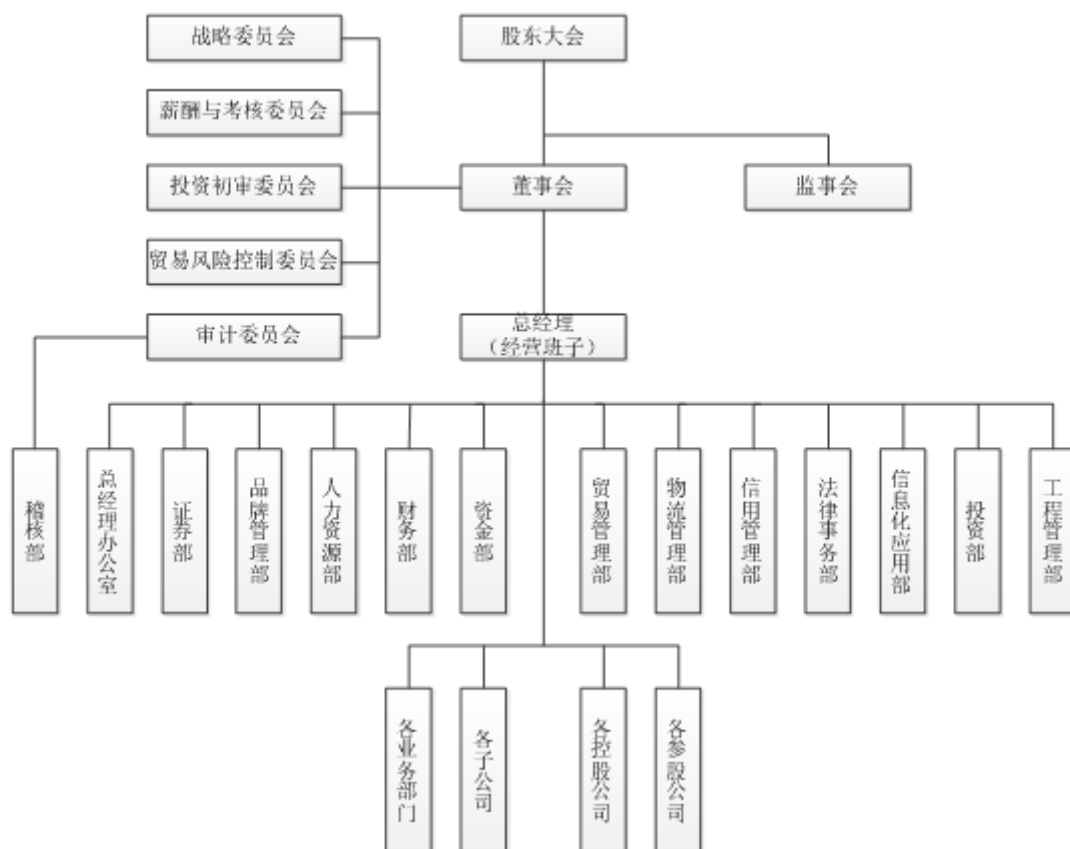 战略委员会
股东大会
薪酬与考核委员会
投资初审委员会
董事会
监事会
贸易风险控制委员会
审计委员会
总经理
（经营班子）
稽核部
总经理办公室
证券部
品牌管理部
人力资源部
财务部
资金部
贸易管理部
物流管理部
信用管理部
法律事务部
信息化应用部
投资部
工程管理部
各业务部门
各子公司
各控股公司
各参股公司